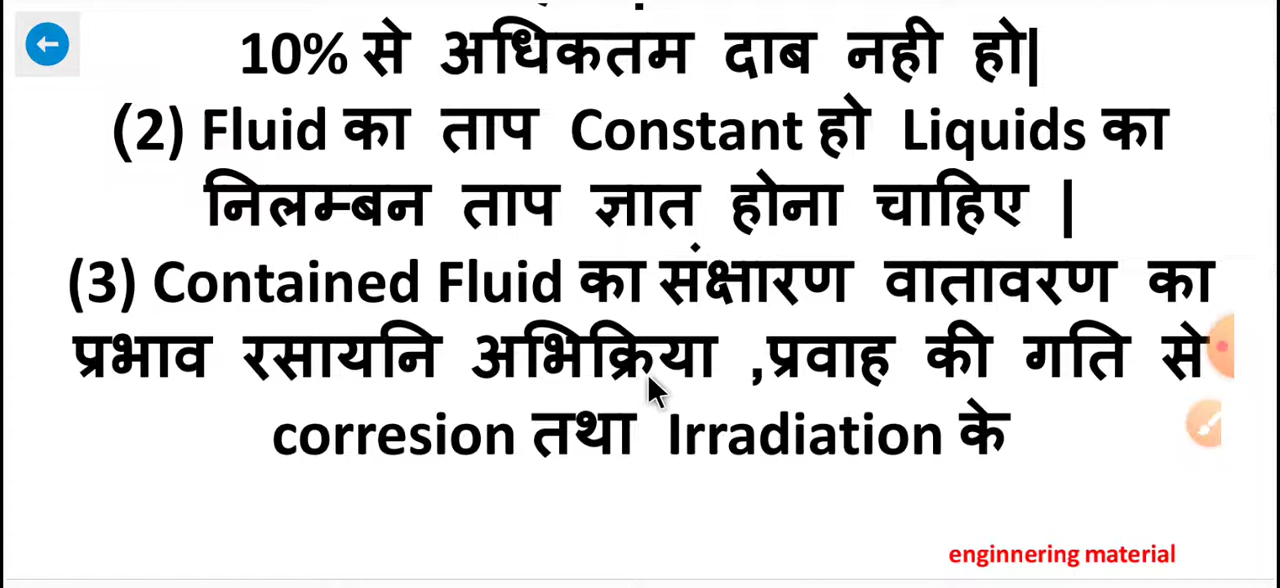 10% से अधिकतम दाब नही हो|
(2) Fluid का ताप Constant हो Liquids का
निलम्बन ताप ज्ञात होना चाहिए |
(3) Contained Fluid का संक्षारण वातावरण का
प्रभाव रसायनि अभिक्रिया ,प्रवाह की गति से
corresion तथा Irradiation के
enginnering material